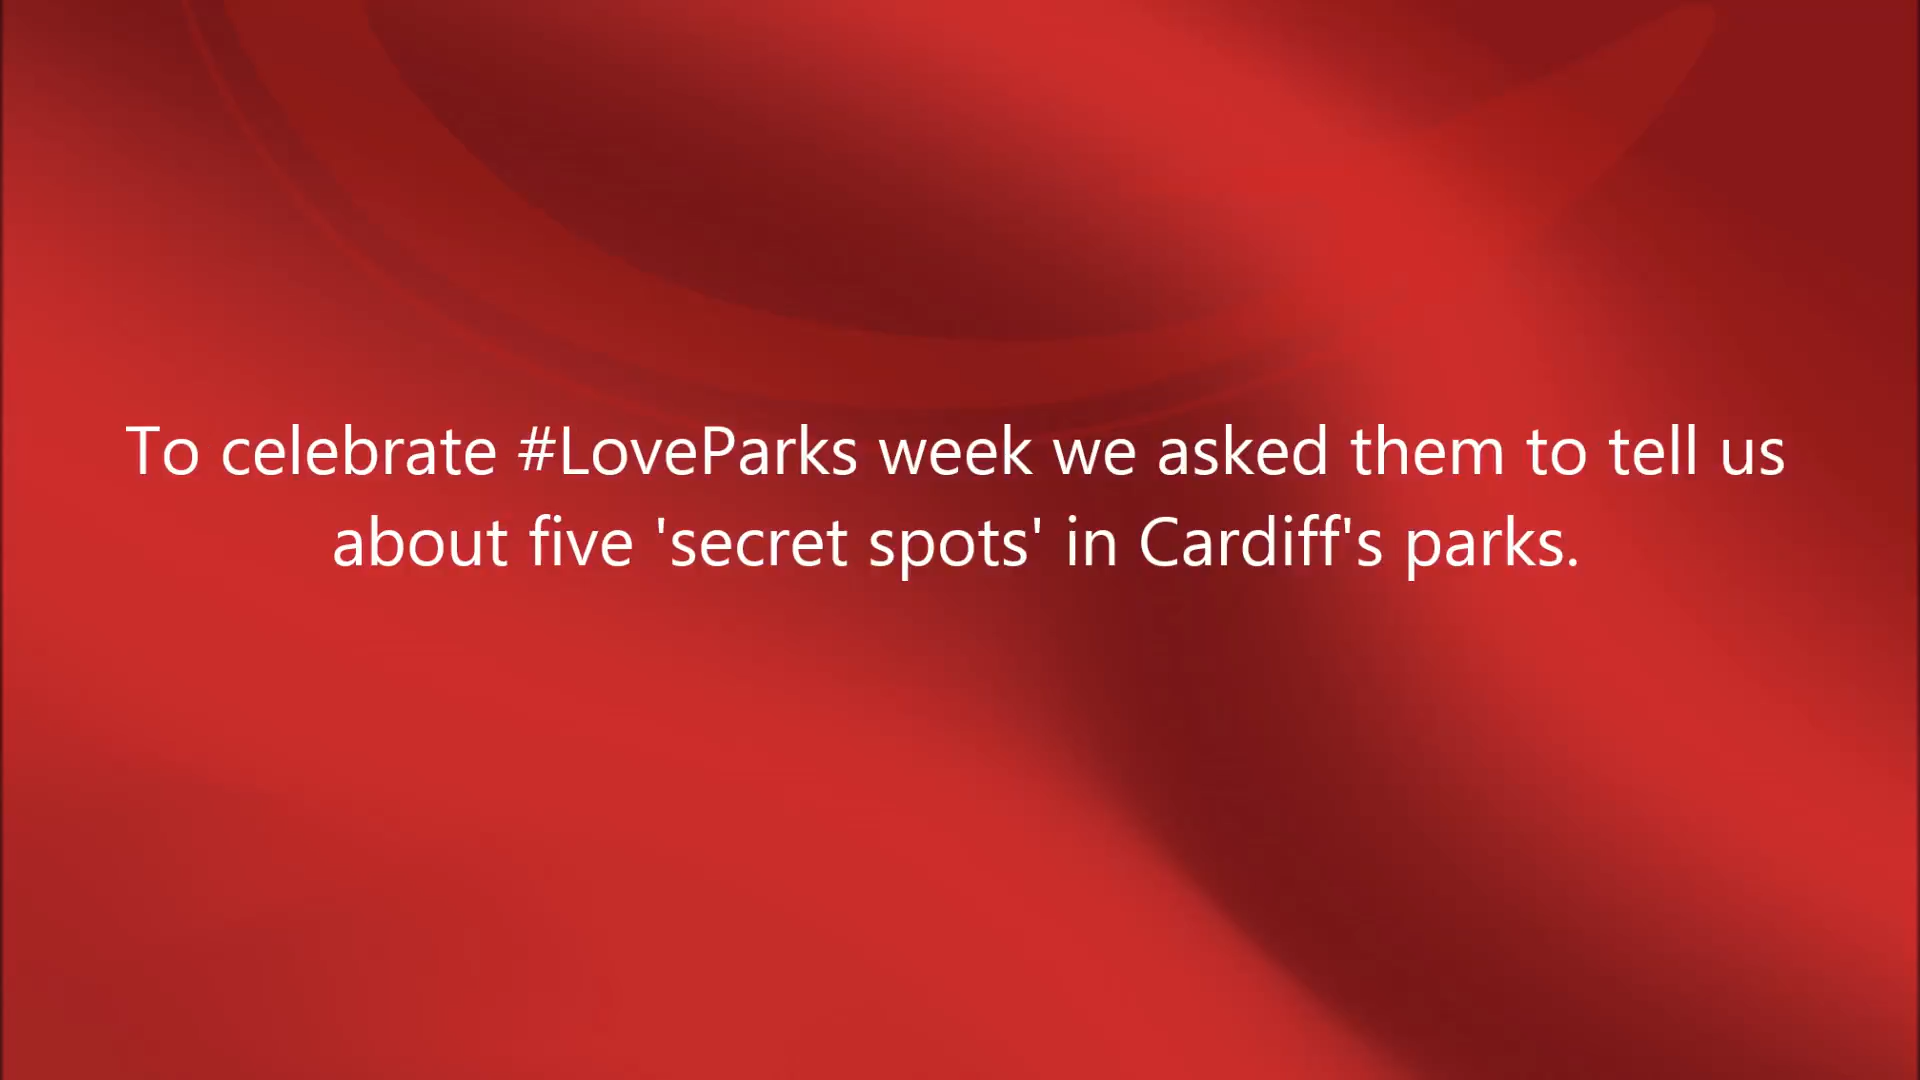 To celebrate #LoveParks week we asked them to tell us
about five 'secret spots' in Cardiff's parks.